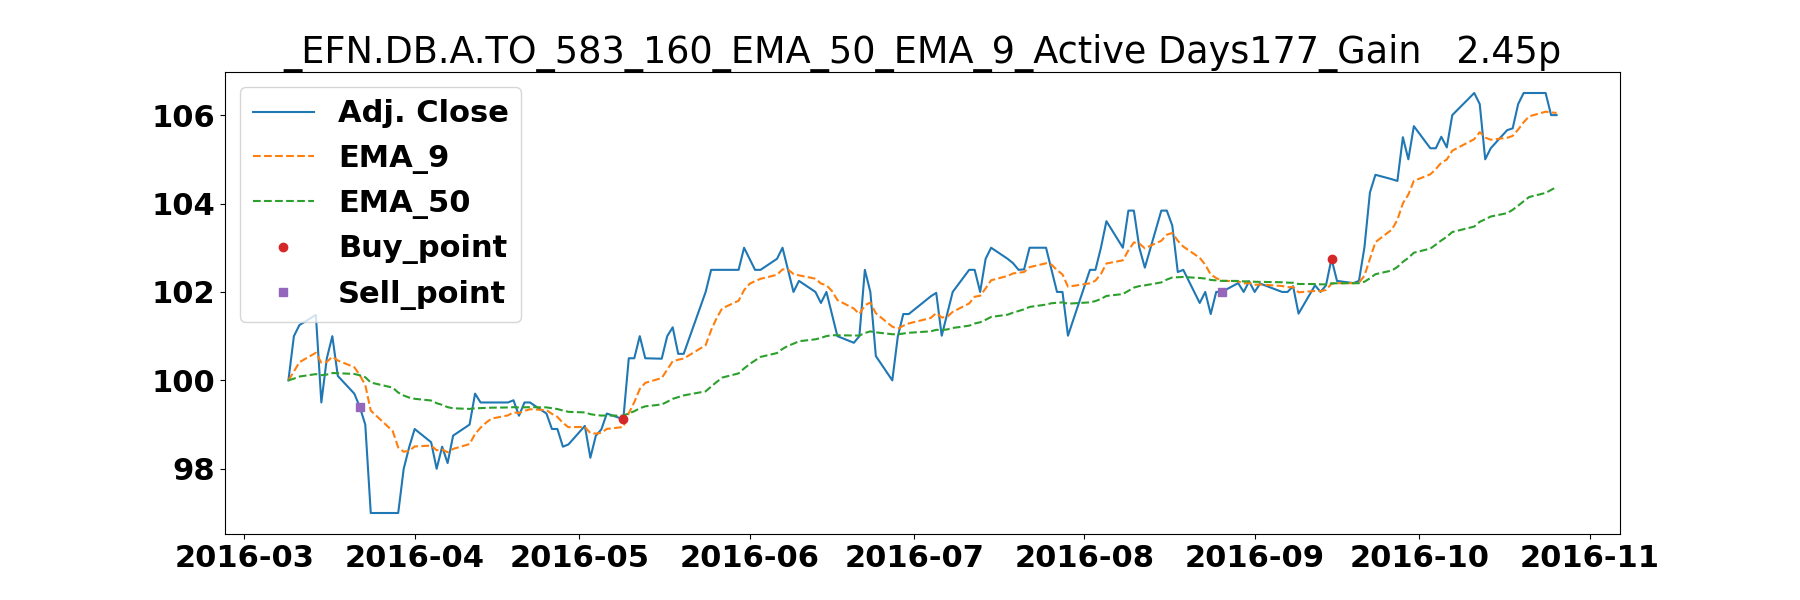 _EFN.DB.A.TO_583_160_EMA_50_EMA_9_Active Days177_Gain   2.45p
Adj. Close
EMA_9
EMA_50
Buy_point
Sell_point
106
104
102
100
98
2016-03 2016-04 2016-05 2016-06 2016-07 2016-08 2016-09 2016-10 2016-11